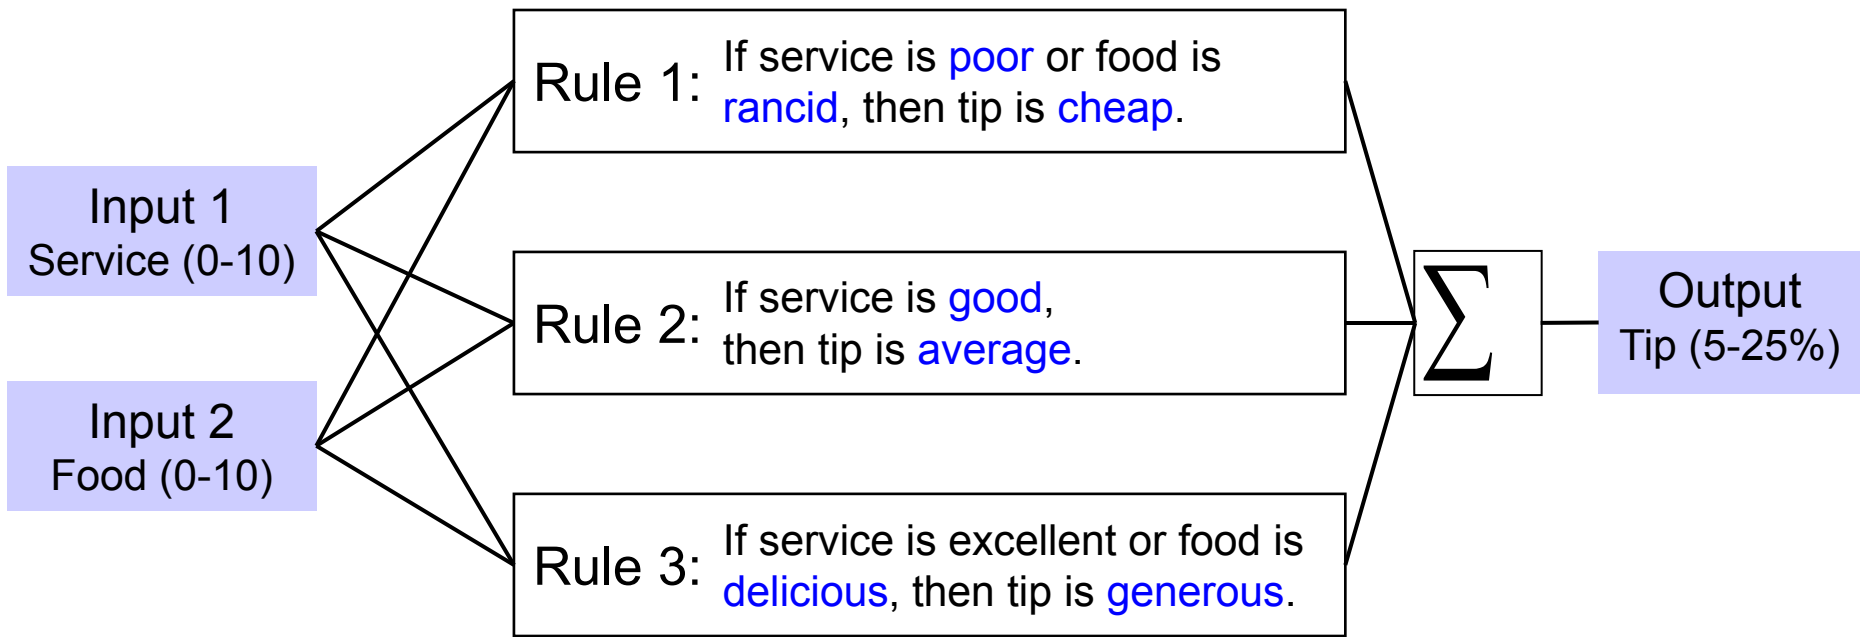 Input 1
Service (0-10)
Input 2
Food (0-10)
Rule 1:
If service is poor or food is
rancid, then tip is cheap.
Rule 2:
If service is good,
then tip is average.
Rule 3:
If service is excellent or food is
delicious, then tip is generous.
∑
Output
Tip (5-25%)